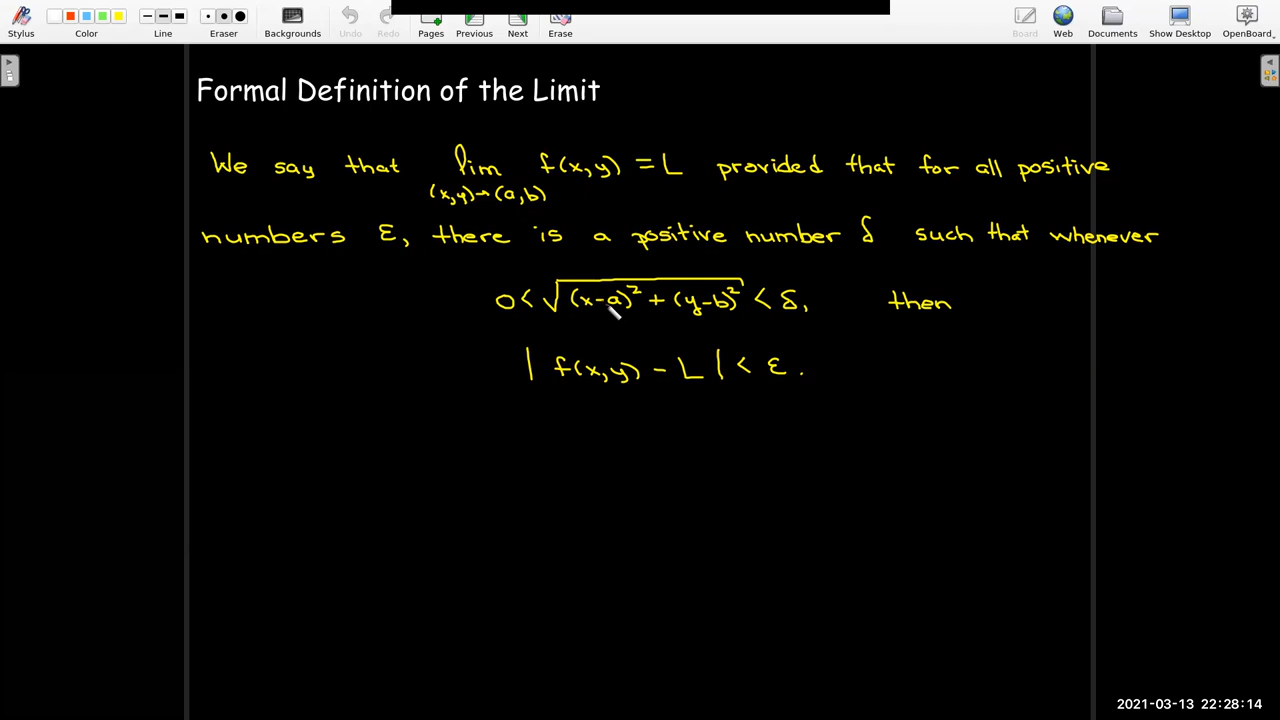 Stylus Color Line Eraser Backgrounds Undo Redo Pages Previous Next Erase Board Web Documents Show Desktop OpenBoard
Formal Definition of the Limit
We say that lim f(x,y) = L provided that for all positive
(x,y)→(a,b)
numbers ε, there is a positive number δ such that whenever
0< √(x-a)² + (y-b)² < δ, then
| f(x,y) - L | < ε.
2021-03-13 22:28:14